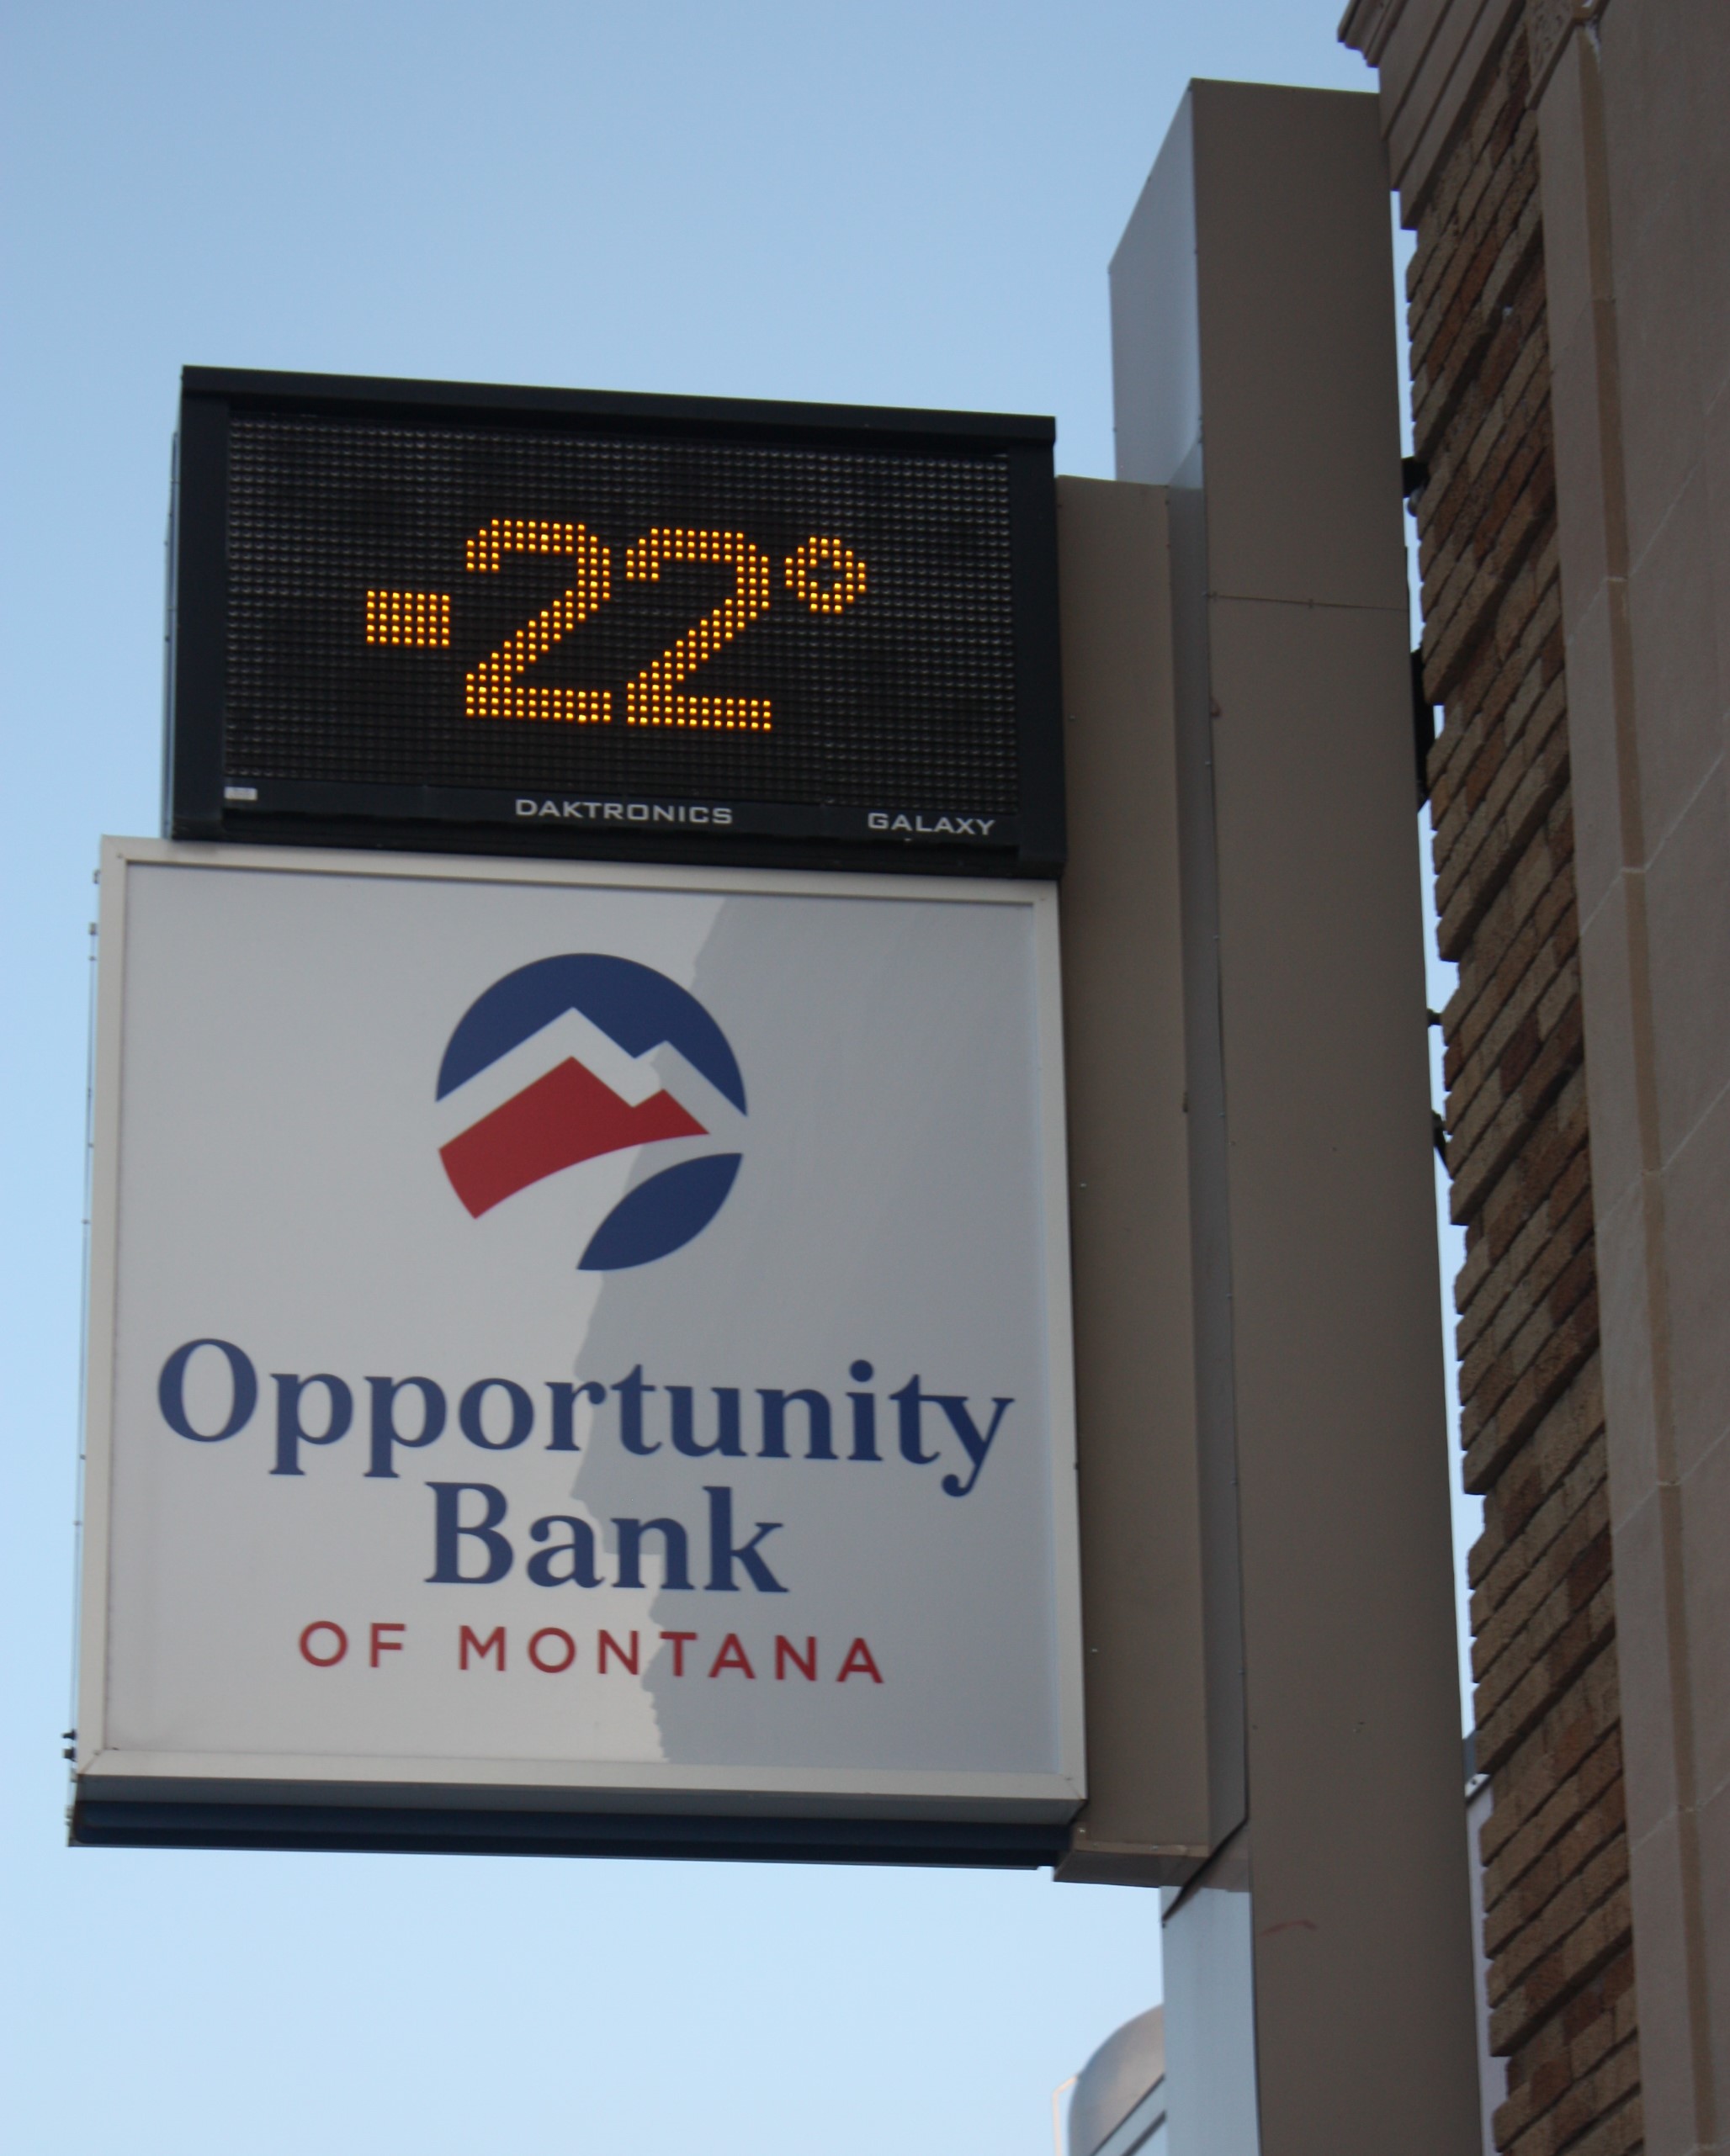 -22°
DAKTRONICS GALAXY
Opportunity
Bank
OF MONTANA